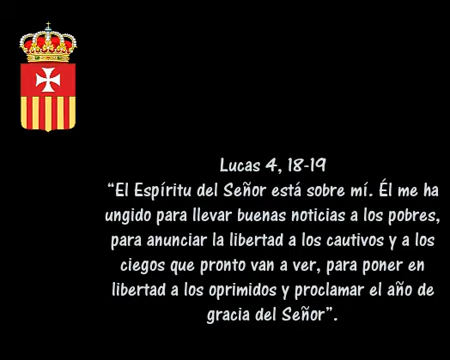 Lucas 4, 18-19
“El Espíritu del Señor está sobre mí. Él me ha
ungido para llevar buenas noticias a los pobres,
para anunciar la libertad a los cautivos y a los
ciegos que pronto van a ver, para poner en
libertad a los oprimidos y proclamar el año de
gracia del Señor”.